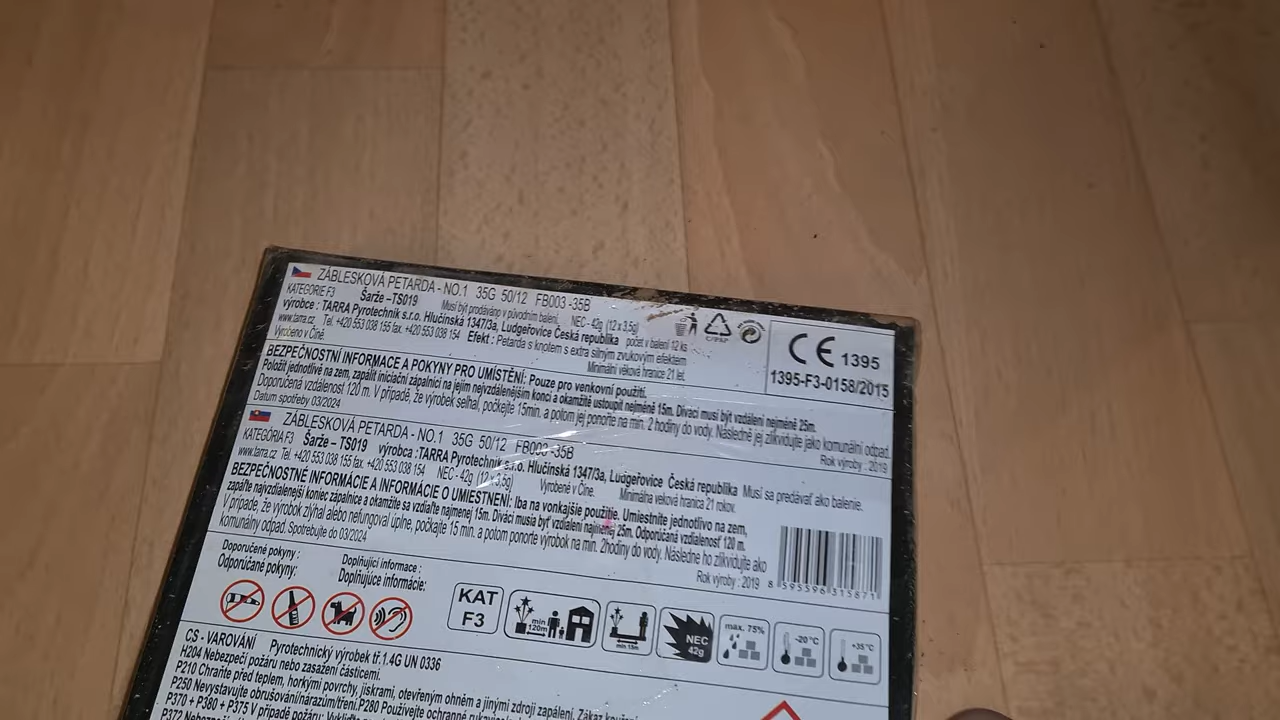 ZÁBLESKOVÁ PETARDA - NO.1 35G 50/12 FB003 -35B
KATEGORIE F3 Šarže –TS019 Musí být prodáváno v původním balení. NEC - 42g (12 x 3,5g)
výrobce : TARRA Pyrotechnik s.r.o. Hlučínská 1347/3a, Ludgeřovice Česká republika počet v balení 12 ks
www.tarra.cz Tel. +420 553 038 155 fax. +420 553 038 154 Efekt : Petarda s knotem s extra silným zvukovým efektem
Vyrobeno v Číně. Minimální věková hranice 21 let.
C/PAP
CE 1395
1395-F3-0158/2015
BEZPEČNOSTNÍ INFORMACE A POKYNY PRO UMÍSTĚNÍ: Pouze pro venkovní použití.
Položit jednotlivě na zem, zapálit iniciační zápalnici na jejím nejvzdálenějším konci a okamžitě ustoupit nejméně 15m. Diváci musí být vzdáleni nejméně 25m.
Doporučená vzdálenost 120 m. V případě, že výrobek selhal, počkejte 15min. a potom jej ponořte na min. 2 hodiny do vody. Následně jej zlikvidujte jako komunální odpad.
Datum spotřeby 03/2024 Rok výroby : 2019
ZÁBLESKOVÁ PETARDA - NO.1 35G 50/12 FB003 -35B
KATEGÓRIA F3 Šarže – TS019 výrobce :TARRA Pyrotechnik s.r.o. Hlučínská 1347/3a, Ludgeřovice Česká republika Musí sa predávať ako balenie.
www.tarra.cz Tel. +420 553 038 155 fax. +420 553 038 154 NEC - 42g (12 x 3,5g) Vyrobené v Číne. Minimálna veková hranica 21 rokov.
BEZPEČNOSTNÉ INFORMÁCIE A INFORMÁCIE O UMIESTNENÍ: Iba na vonkajšie použitie. Umiestnite jednotlivo na zem,
zapáľte najvzdialenejší konec zápalnice a okamžite sa vzdiaľte najmenej 15m. Diváci musia byť vzdialení najmenej 25m. Odporúčaná vzdialenosť 120 m.
V prípade, že výrobok zlyhal alebo nefungoval úplne, počkajte 15 min. a potom ponorte výrobok na min. 2hodiny do vody. Následne ho zlikvidujte ako
komunálny odpad. Spotrebujte do 03/2024 Rok výroby : 2019
8 595596 315871
Doporučené pokyny : Doplňující informace :
Odporúčané pokyny: Doplňujúce informácie:
KAT F3
min 120m
min 15m
NEC 42g
max. 75%
-20 °C
+35 °C
CS - VAROVÁNÍ Pyrotechnický výrobek tř.1.4G UN 0336
H204 Nebezpečí požáru nebo zasažení částicemi.
P210 Chraňte před teplem, horkými povrchy, jiskrami, otevřeným ohněm a jinými zdroji zapálení. Zákaz kouření.
P250 Nevystavujte obrušování/nárazům/tření.P280 Používejte ochranné
P370 + P380 + P375 V případě požáru:
P372 Nebezpečí